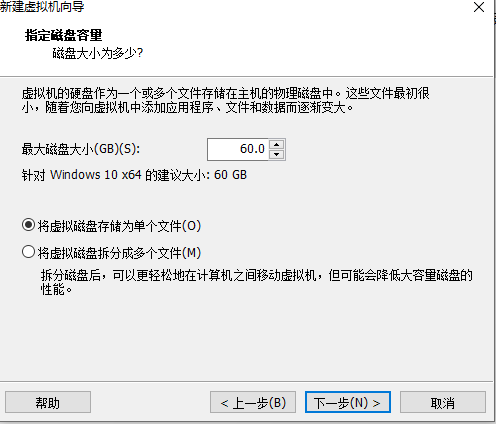 新建虚拟机向导
指定磁盘容量
磁盘大小为多少?
虚拟机的硬盘作为一个或多个文件存储在主机的物理磁盘中。这些文件最初很
小，随着您向虚拟机中添加应用程序、文件和数据而逐渐变大。
最大磁盘大小(GB)(S): 60.0
针对 Windows 10 x64 的建议大小: 60 GB
将虚拟磁盘存储为单个文件(O)
将虚拟磁盘拆分成多个文件(M)
拆分磁盘后，可以更轻松地在计算机之间移动虚拟机，但可能会降低大容量磁盘的
性能。
帮助 < 上一步(B) 下一步(N) > 取消